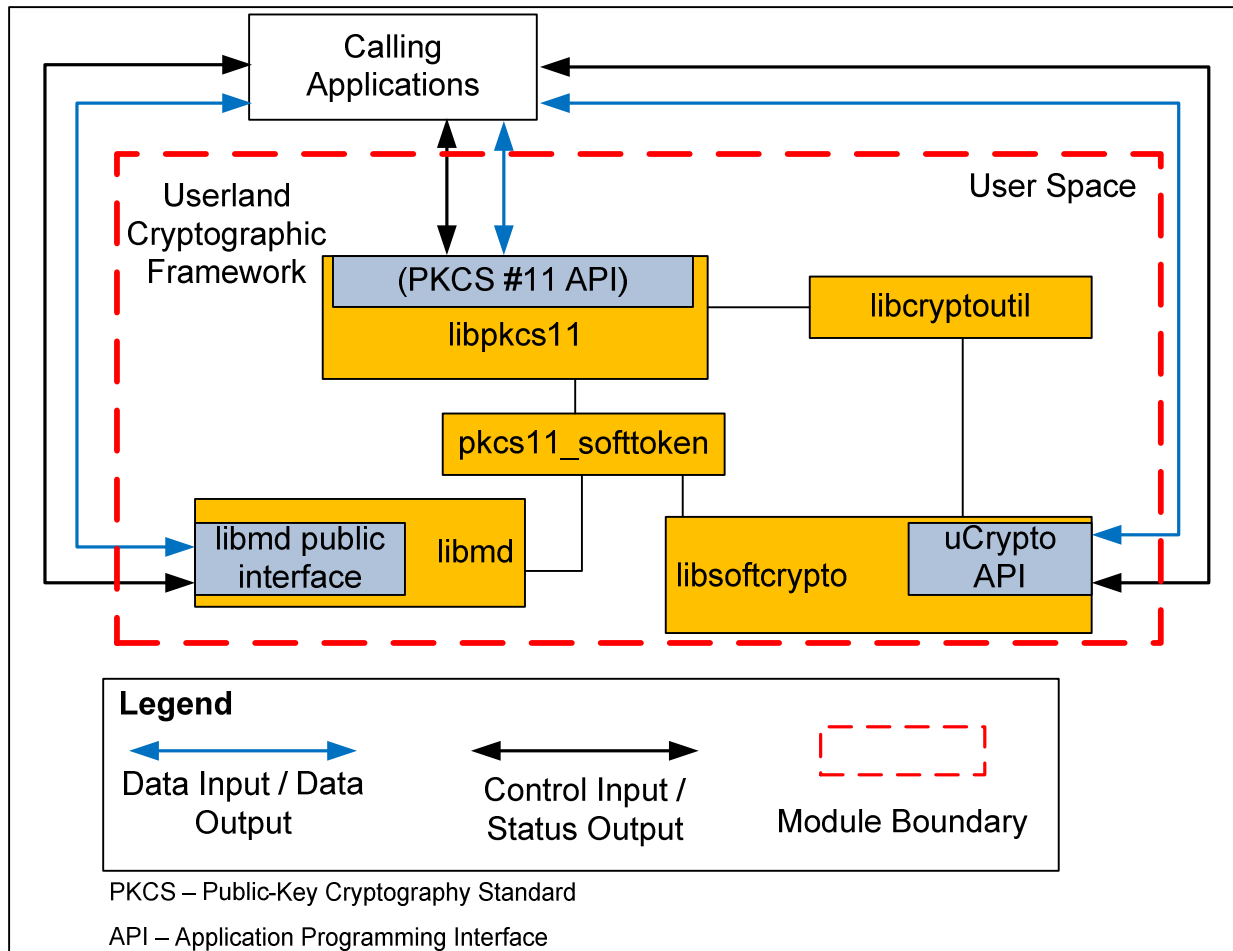 Calling
Applications
Userland
Cryptographic
Framework
User Space
(PKCS #11 API)
libpkcs11
libcryptoutil
pkcs11_softtoken
libmd public
interface
libmd
libsoftcrypto
uCrypto
API
Legend
Data Input / Data
Output
Control Input /
Status Output
Module Boundary
PKCS – Public-Key Cryptography Standard
API – Application Programming Interface